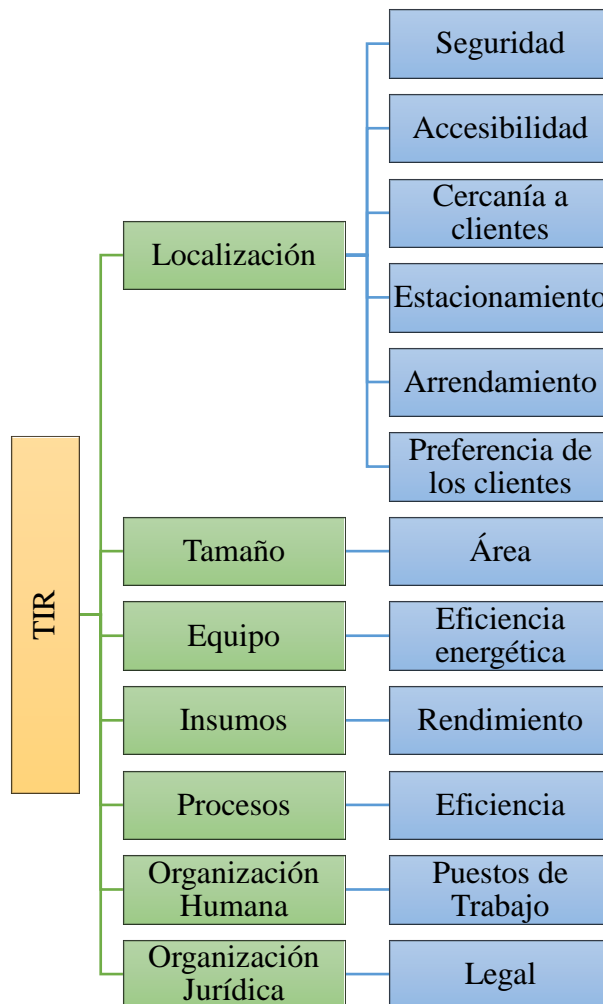 TIR
Localización
Seguridad
Accesibilidad
Cercanía a
clientes
Estacionamiento
Arrendamiento
Preferencia de
los clientes
Tamaño
Área
Equipo
Eficiencia
energética
Insumos
Rendimiento
Procesos
Eficiencia
Organización
Humana
Puestos de
Trabajo
Organización
Jurídica
Legal